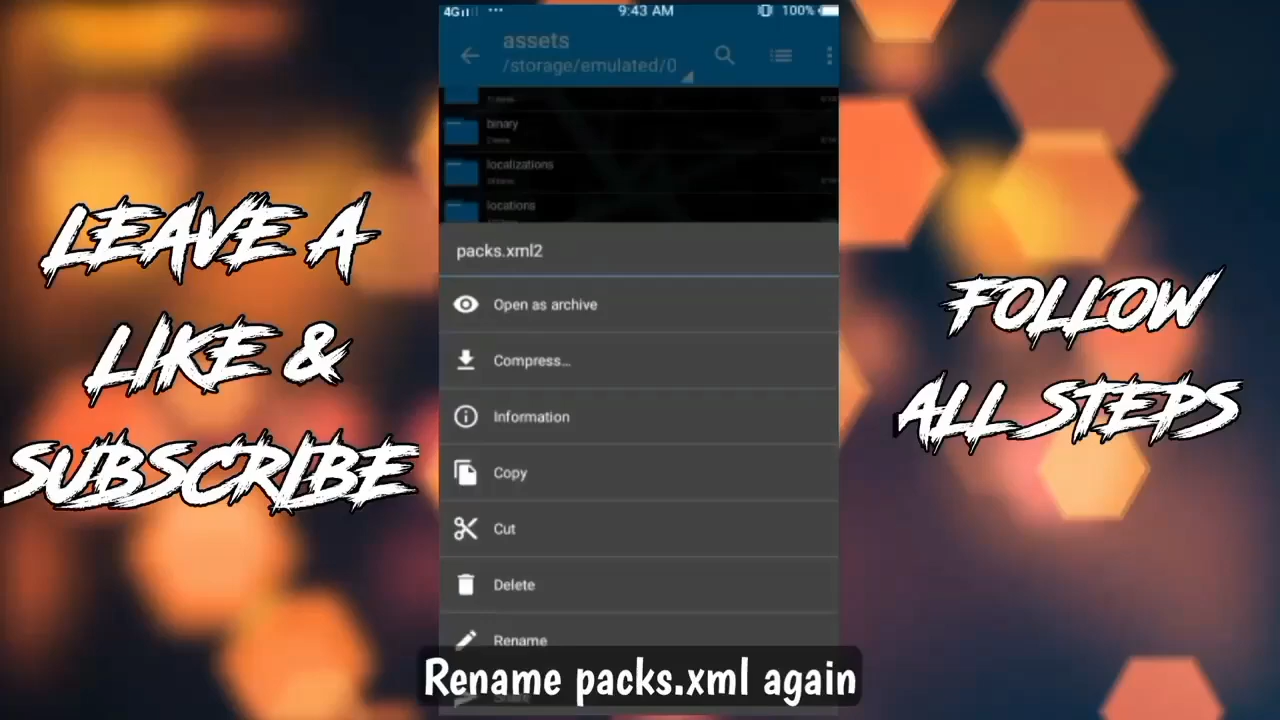 4G
9:43 AM
100%
assets
/storage/emulated/0
binary
localizations
locations
packs.xml2
Open as archive
Compress...
Information
Copy
Cut
Delete
Rename
LEAVE A
LIKE &
SUBSCRIBE
FOLLOW
ALL STEPS
Rename packs.xml again